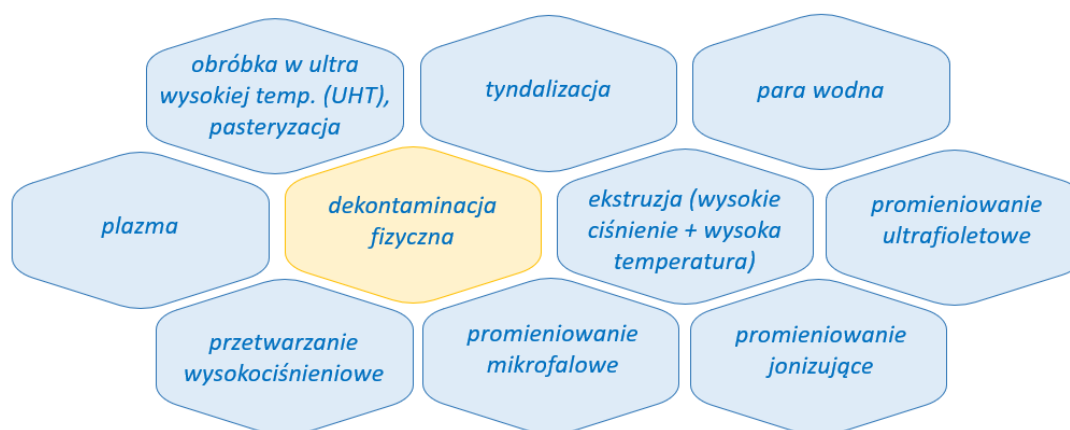 obróbka w ultra
wysokiej temp. (UHT),
pasteryzacja
tyndalizacja
para wodna
plazma
dekontaminacja
fizyczna
ekstruzja (wysokie
ciśnienie + wysoka
temperatura)
promieniowanie
ultrafioletowe
przetwarzanie
wysokociśnieniowe
promieniowanie
mikrofalowe
promieniowanie
jonizujące